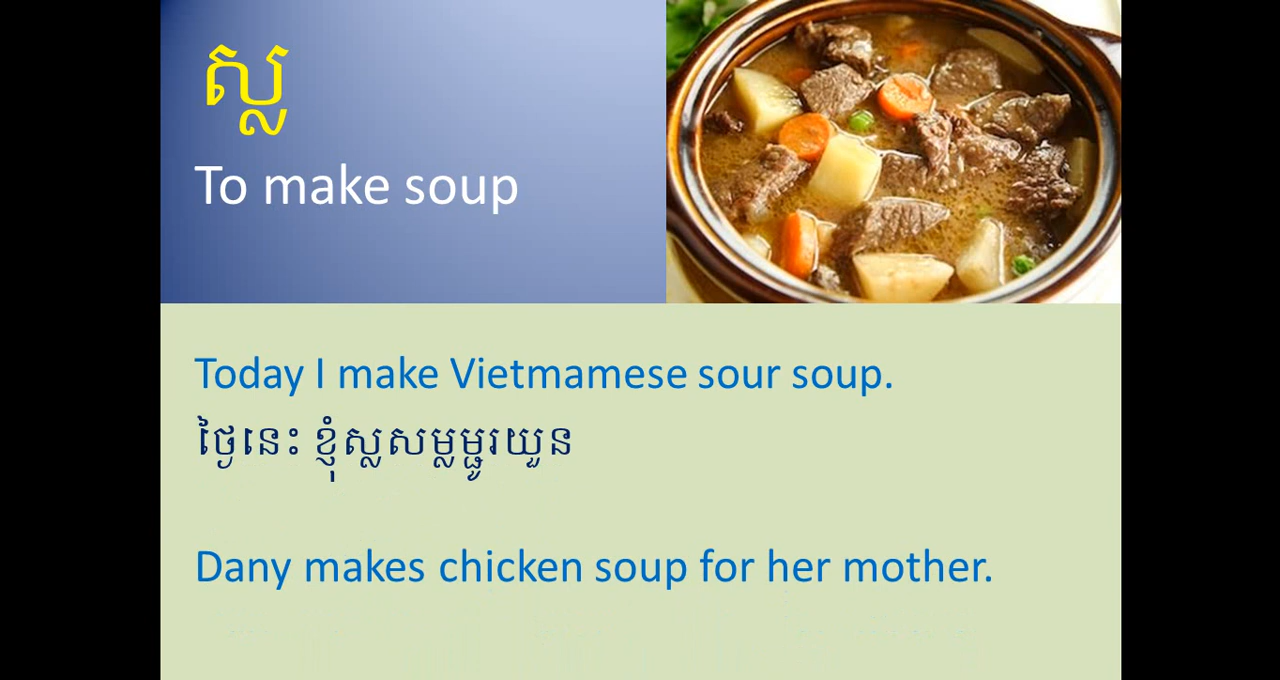 ស្ល
To make soup
Today I make Vietmamese sour soup.
ថ្ងៃនេះ ខ្ញុំស្លសម្លម្ជូរយួន
Dany makes chicken soup for her mother.